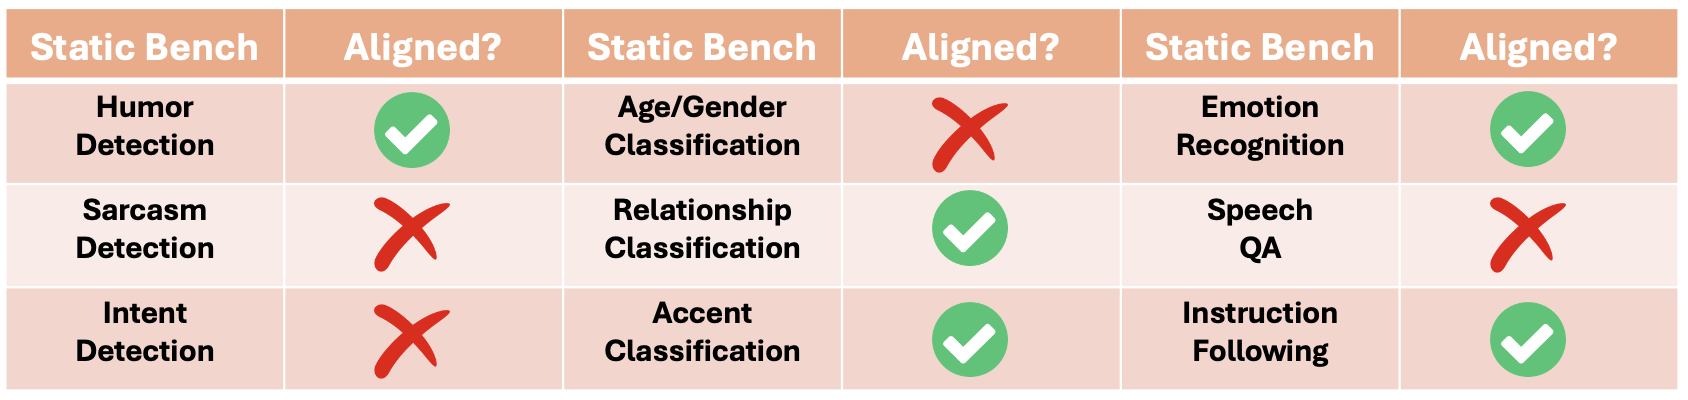 Static Bench Aligned? Static Bench Aligned? Static Bench Aligned?
Humor Age/Gender Emotion
Detection Classification Recognition
Sarcasm Relationship Speech
Detection Classification QA
Intent Accent Instruction
Detection Classification Following